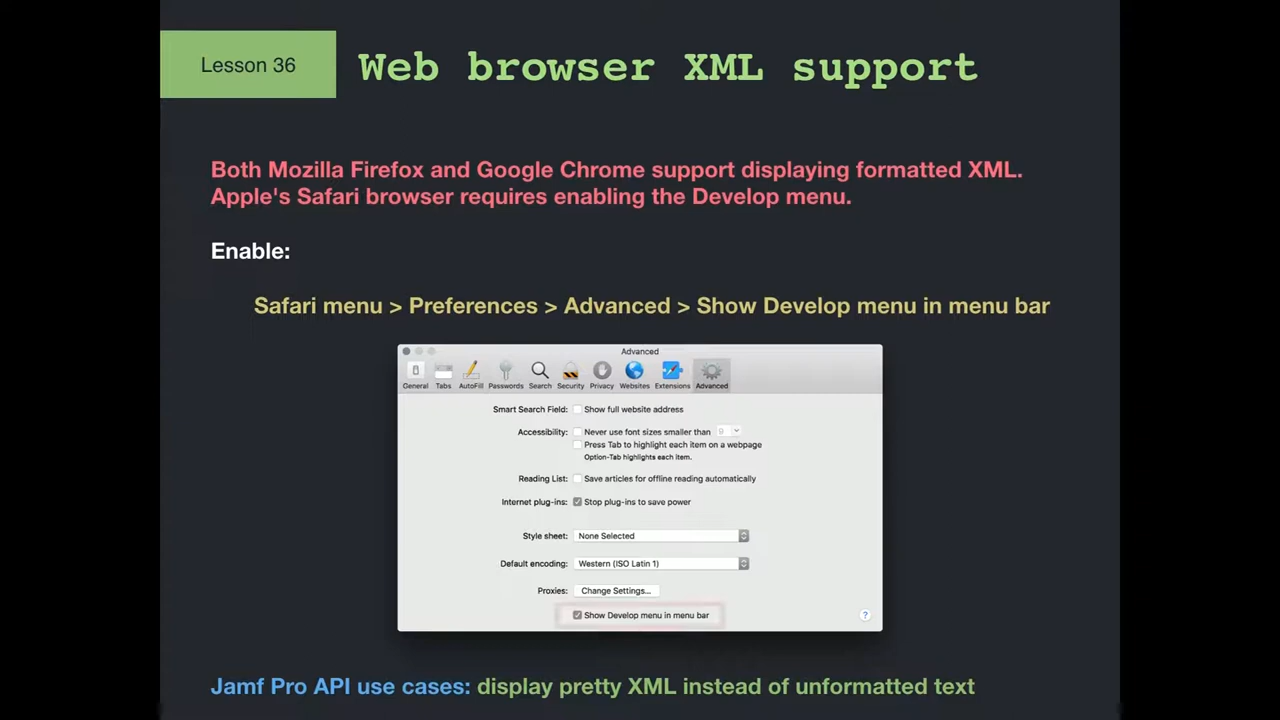 Lesson 36
Web browser XML support
Both Mozilla Firefox and Google Chrome support displaying formatted XML.
Apple's Safari browser requires enabling the Develop menu.
Enable:
Safari menu > Preferences > Advanced > Show Develop menu in menu bar
Advanced
General Tabs AutoFill Passwords Search Security Privacy Websites Extensions Advanced
Smart Search Field: Show full website address
Accessibility: Never use font sizes smaller than 9
Press Tab to highlight each item on a webpage
Option-Tab highlights each item.
Reading List: Save articles for offline reading automatically
Internet plug-ins: Stop plug-ins to save power
Style sheet: None Selected
Default encoding: Western (ISO Latin 1)
Proxies: Change Settings...
Show Develop menu in menu bar ?
Jamf Pro API use cases: display pretty XML instead of unformatted text